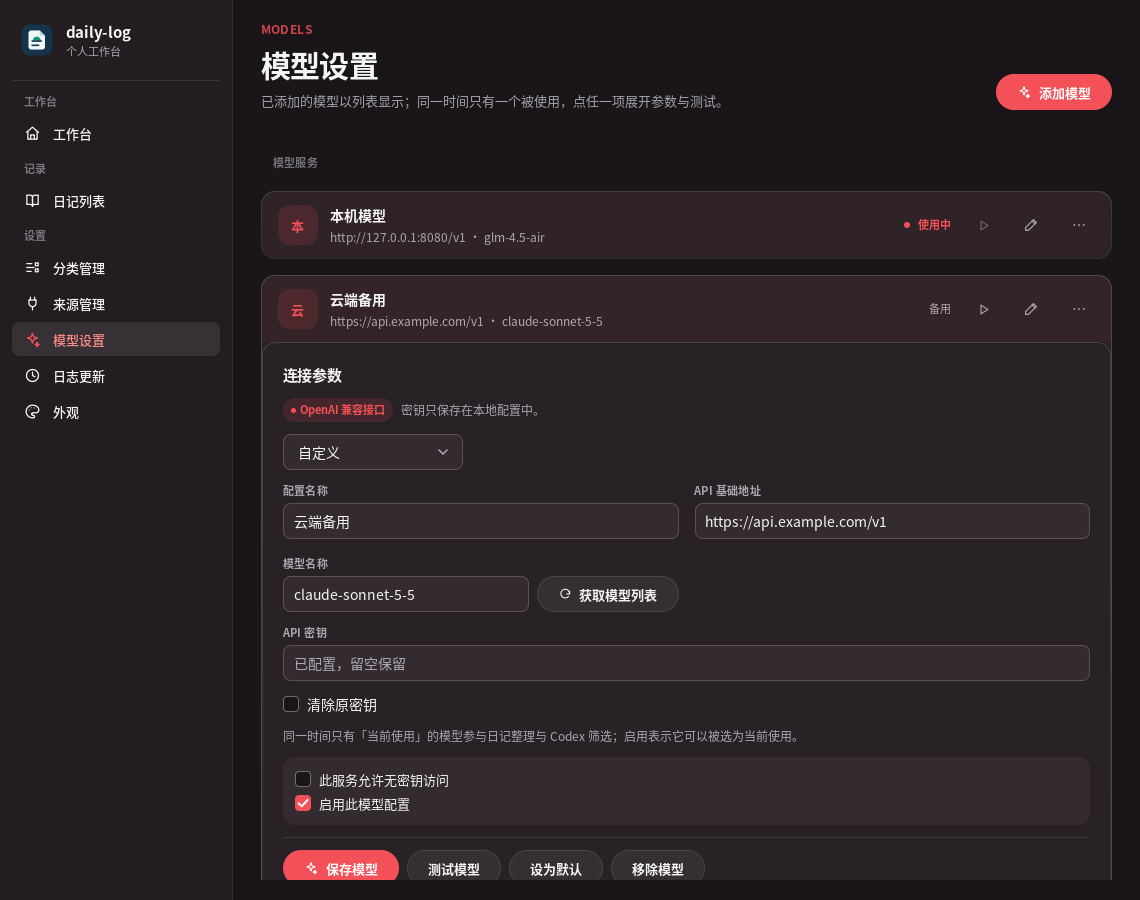 daily-log
个人工作台
工作台
工作台
记录
日记列表
设置
分类管理
来源管理
模型设置
日志更新
外观
MODELS
模型设置
已添加的模型以列表显示；同一时间只有一个被使用，点任一项展开参数与测试。
添加模型
模型服务
本
本机模型
http://127.0.0.1:8080/v1 · glm-4.5-air
使用中
云
云端备用
https://api.example.com/v1 · claude-sonnet-5-5
备用
连接参数
OpenAI 兼容接口 密钥只保存在本地配置中。
自定义
配置名称
云端备用
API 基础地址
https://api.example.com/v1
模型名称
claude-sonnet-5-5
获取模型列表
API 密钥
已配置，留空保留
清除原密钥
同一时间只有「当前使用」的模型参与日记整理与 Codex 筛选；启用表示它可以被选为当前使用。
此服务允许无密钥访问
启用此模型配置
保存模型
测试模型
设为默认
移除模型